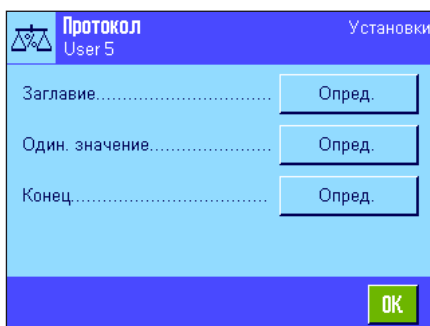 Протокол Установки
User 5
Заглавие............................... Опред.
Один. значение...................... Опред.
Конец................................... Опред.
OK